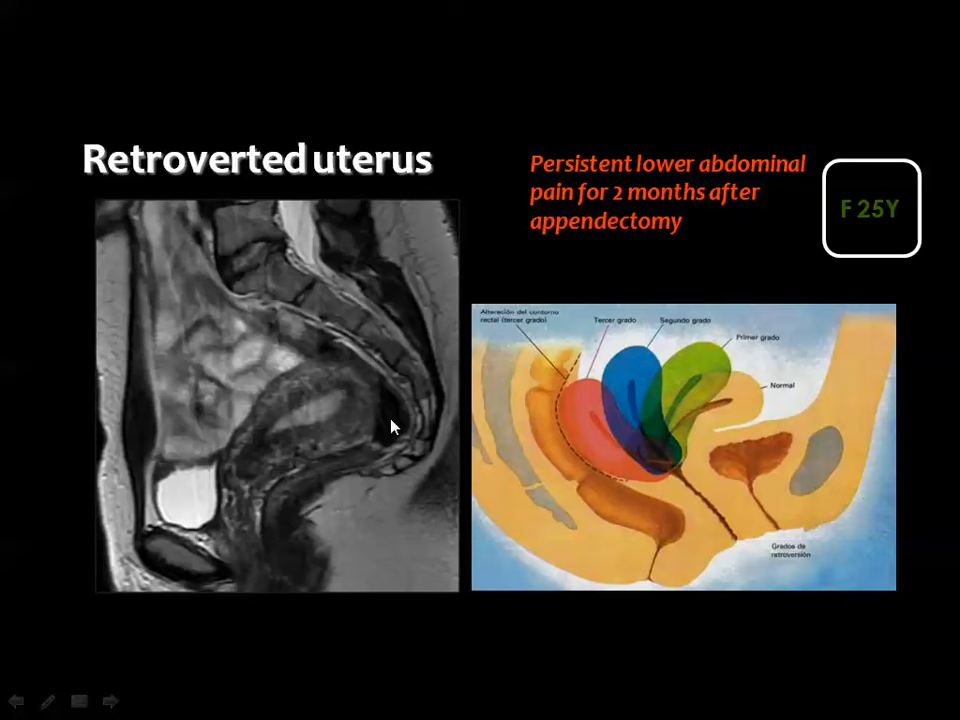 Retroverted uterus
Persistent lower abdominal
pain for 2 months after
appendectomy
F 25Y
Alteración del contorno
rectal (tercer grado)
Tercer grado
Segundo grado
Primer grado
Normal
Grados de
retroversión